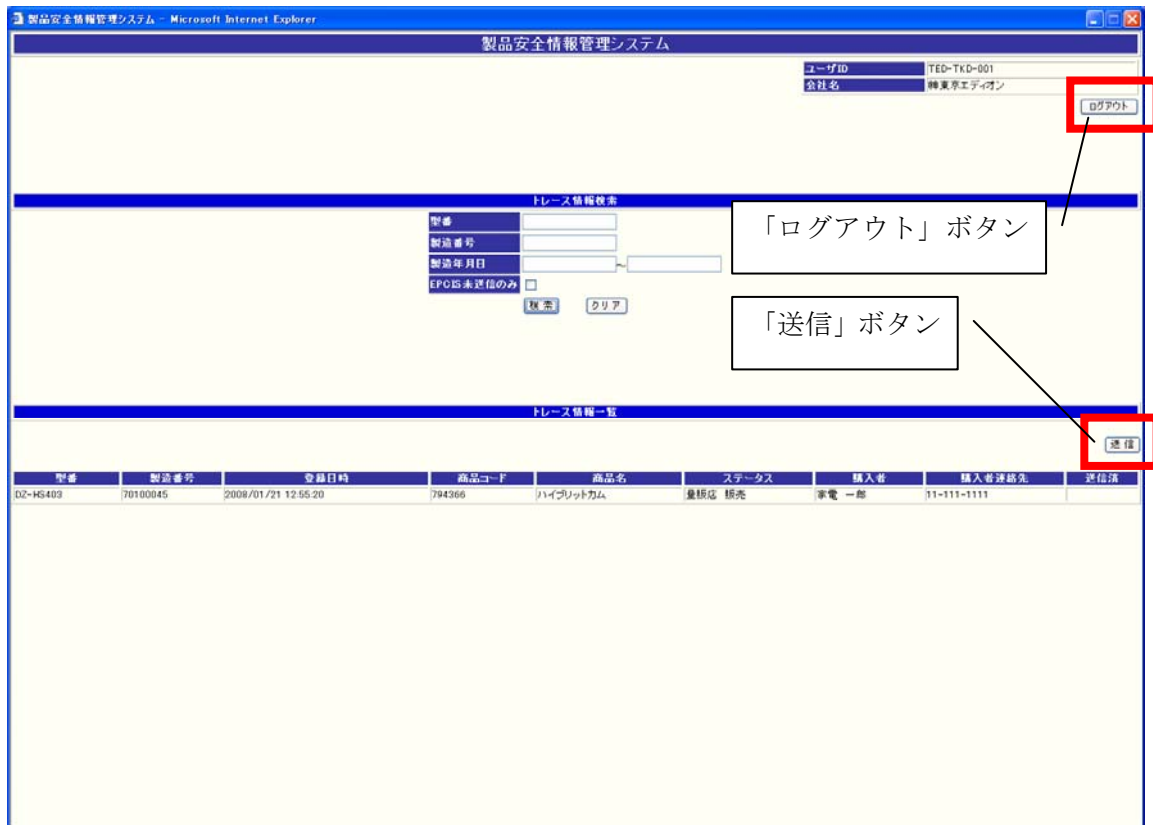 製品安全情報管理システム - Microsoft Internet Explorer
製品安全情報管理システム
ユーザID TED-TKD-001
会社名 ㈱東京エディオン
ログアウト
トレース情報検索
型番
製造番号
製造年月日 ～
EPCIS未送信のみ
検索 クリア
「ログアウト」ボタン
「送信」ボタン
トレース情報一覧
送信
型番 製造番号 登録日時 商品コード 商品名 ステータス 購入者 購入者連絡先 送信済
DZ-HS403 70100045 2008/01/21 12:55:20 794366 ハイブリットカム 量販店 販売 家電 一郎 11-111-1111